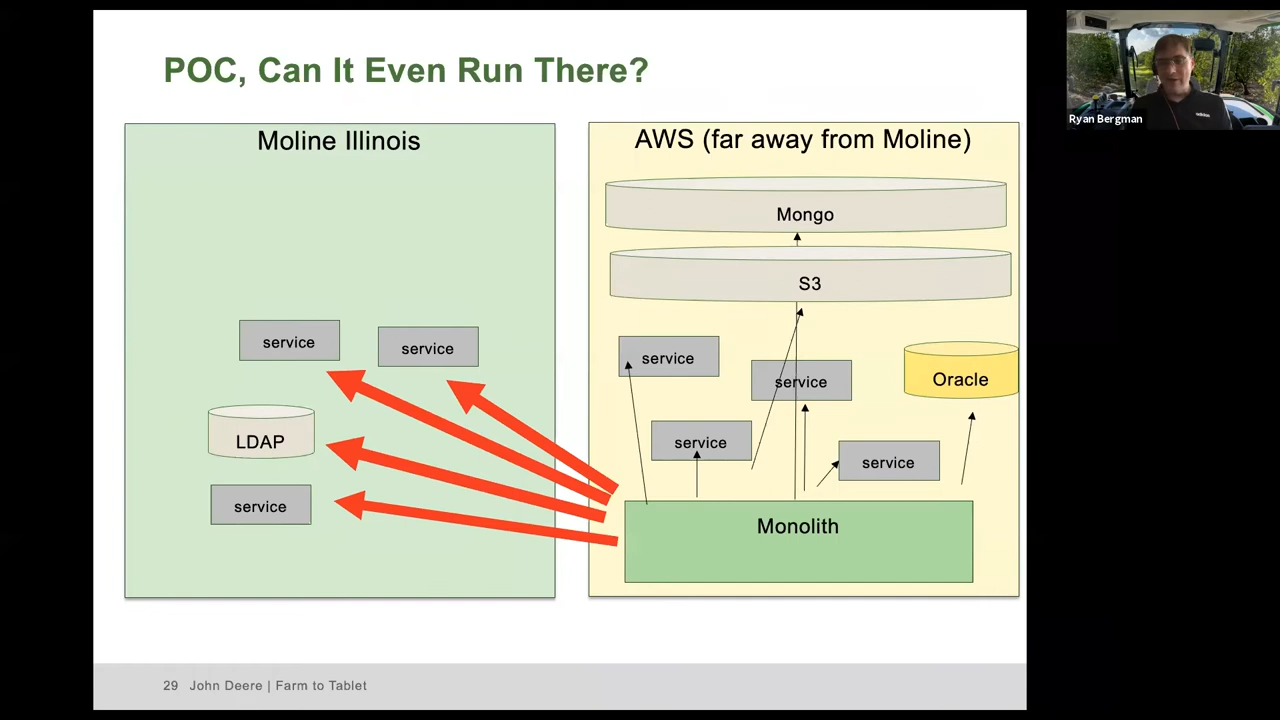 POC, Can It Even Run There?
Moline Illinois
service
service
LDAP
service
AWS (far away from Moline)
Mongo
S3
service
service
Oracle
service
service
Monolith
29 John Deere | Farm to Tablet
Ryan Bergman